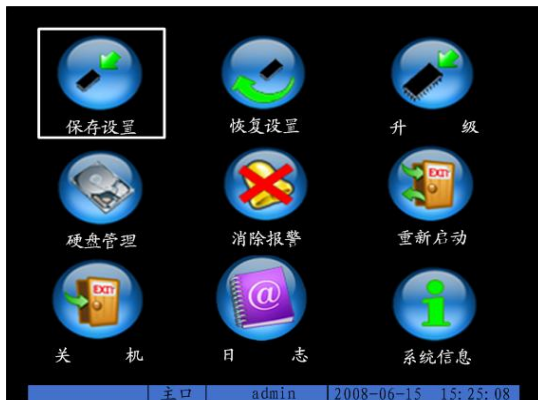 保存设置
恢复设置
升 级
硬盘管理
消除报警
EXIT
重新启动
EXIT
关 机
@
日 志
i
系统信息
主口 admin 2008-06-15 15:25:08